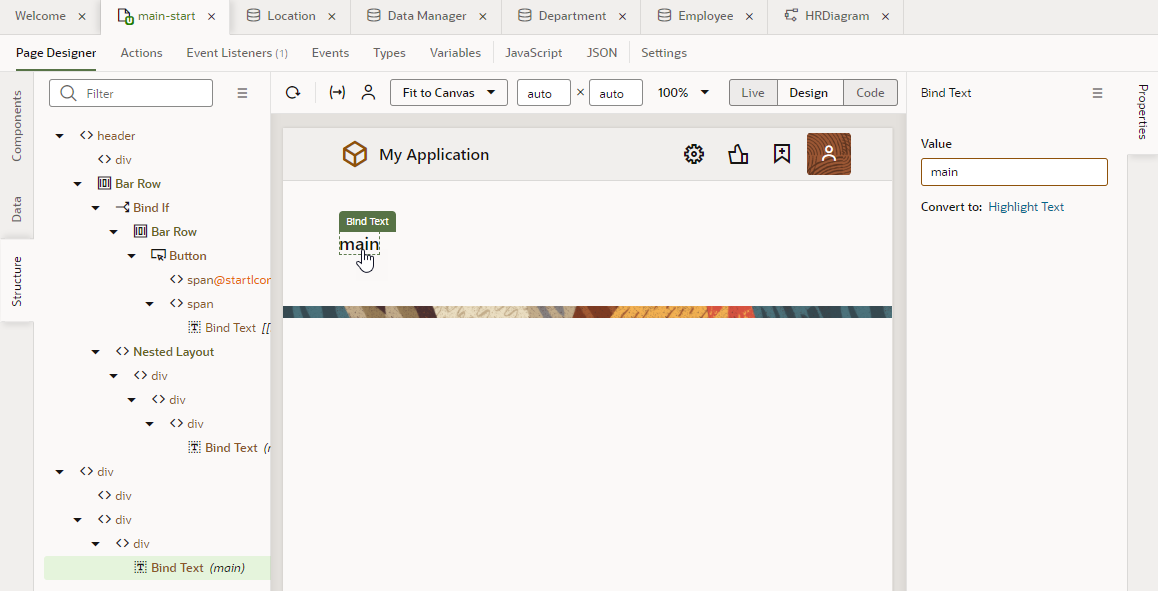 Welcome × main-start × Location × Data Manager × Department × Employee × HRDiagram ×
Page Designer Actions Event Listeners (1) Events Types Variables JavaScript JSON Settings
Components
Data
Structure
Filter
header
div
Bar Row
Bind If
Bar Row
Button
span@startIcon
span
Bind Text [[
Nested Layout
div
div
div
Bind Text (
div
div
div
div
Bind Text (main)
Fit to Canvas auto × auto 100% Live Design Code
My Application
Bind Text
main
Bind Text
Value
main
Convert to: Highlight Text
Properties